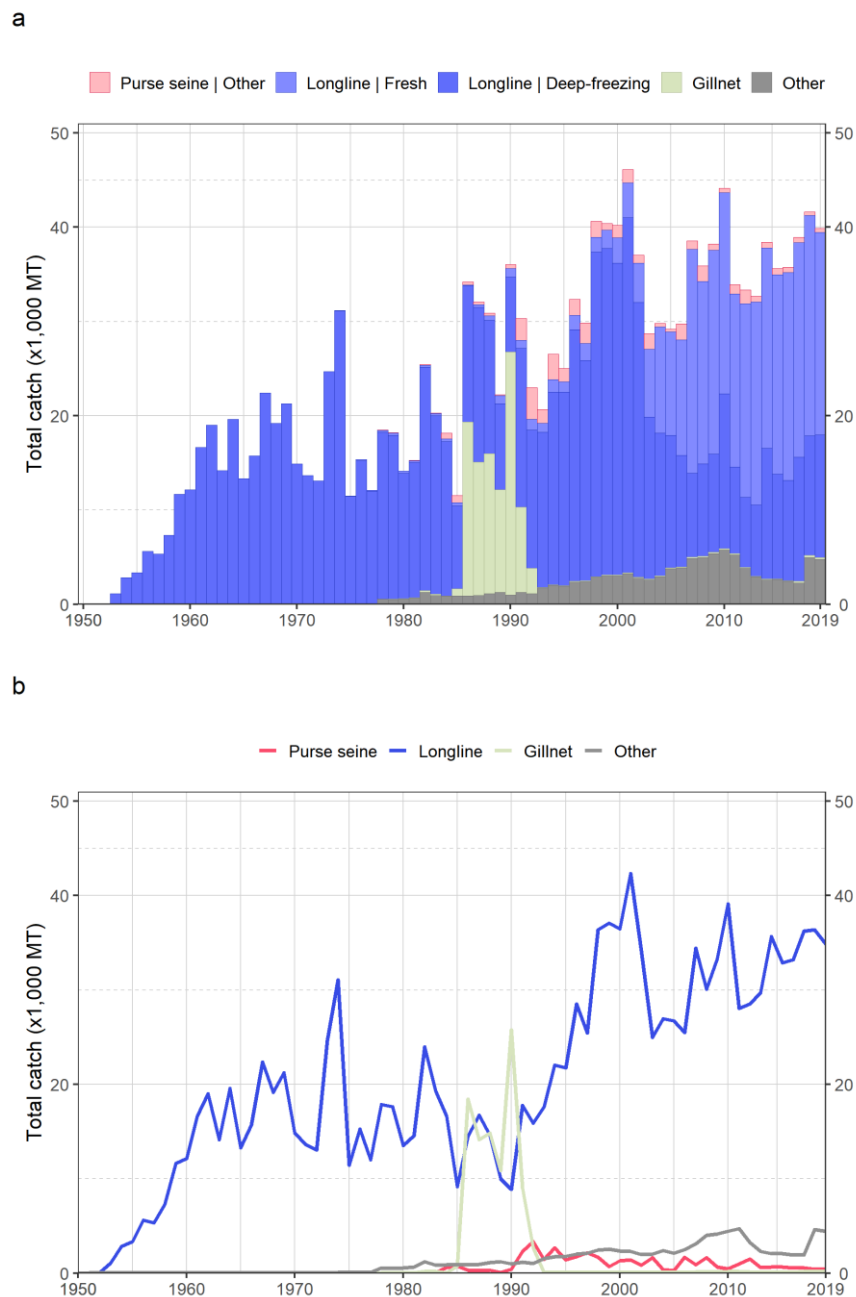 a
Purse seine | Other Longline | Fresh Longline | Deep-freezing Gillnet Other
Total catch (x1,000 MT)
50 50
40 40
20 20
0 0
1950 1960 1970 1980 1990 2000 2010 2019
b
Purse seine Longline Gillnet Other
Total catch (x1,000 MT)
50 50
40 40
20 20
0 0
1950 1960 1970 1980 1990 2000 2010 2019